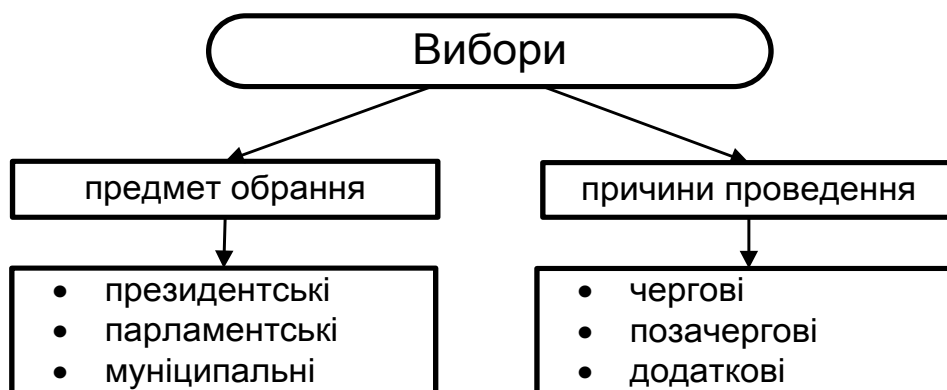 Вибори
предмет обрання
причини проведення
• президентські
• парламентські
• муніципальні
• чергові
• позачергові
• додаткові